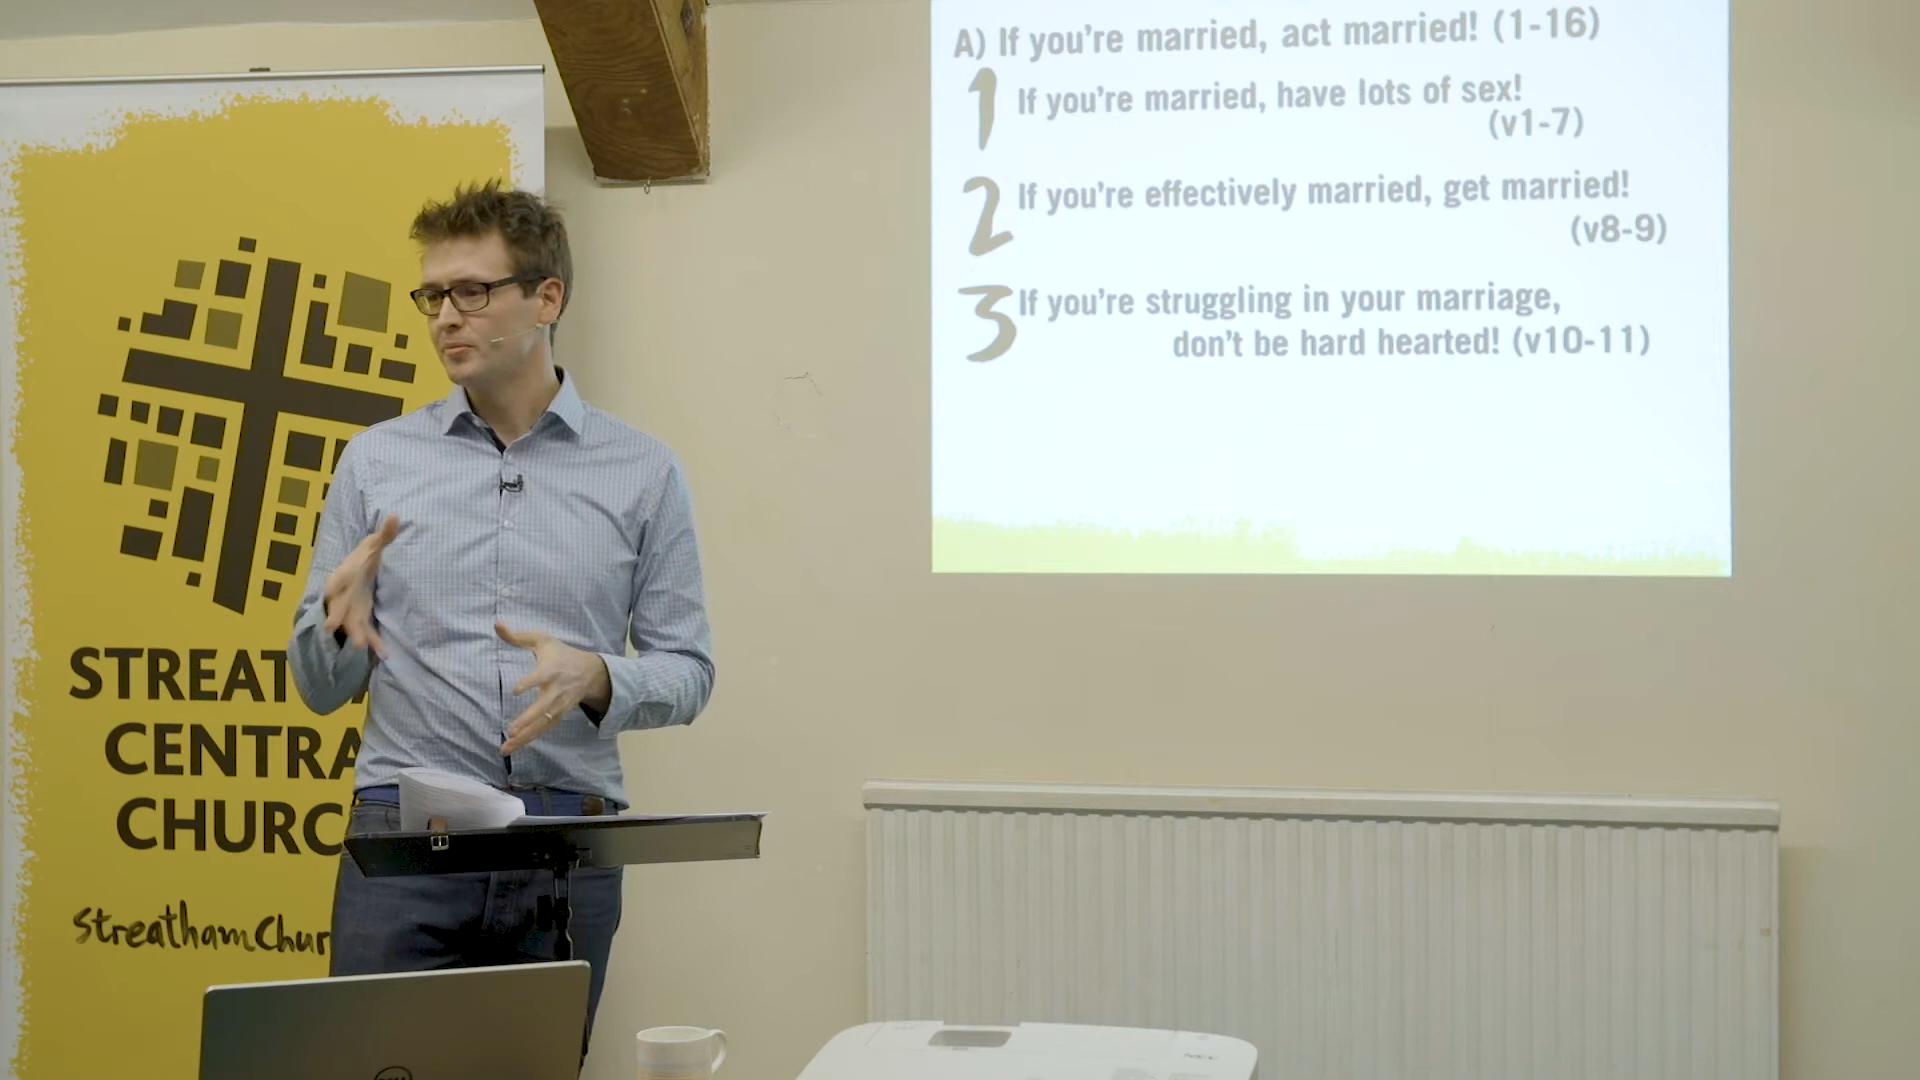 A) If you're married, act married! (1-16)
1 If you're married, have lots of sex!
(v1-7)
2 If you're effectively married, get married!
(v8-9)
3 If you're struggling in your marriage,
don't be hard hearted! (v10-11)
STREAT
CENTRA
CHURC
streathamChur
DELL
NEC